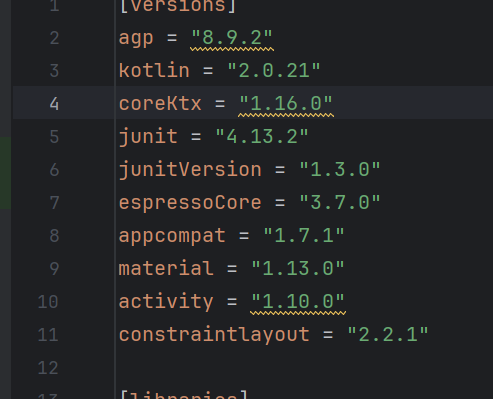 1 [versions]
2 agp = "8.9.2"
3 kotlin = "2.0.21"
4 coreKtx = "1.16.0"
5 junit = "4.13.2"
6 junitVersion = "1.3.0"
7 espressoCore = "3.7.0"
8 appcompat = "1.7.1"
9 material = "1.13.0"
10 activity = "1.10.0"
11 constraintlayout = "2.2.1"
12
13 [libraries]